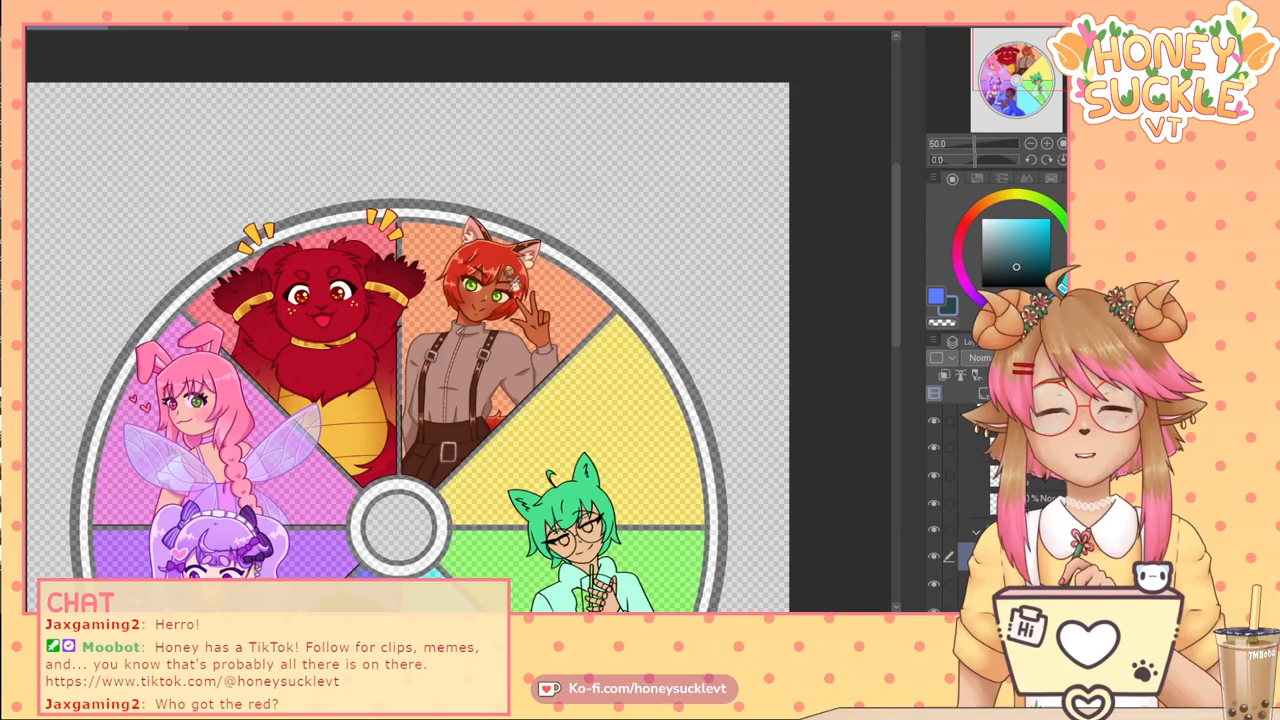 HONEY
SUCKLE
VT
50.0
0.0
Norm
Hi
TMBoba
CHAT
Jaxgaming2: Herro!
Moobot: Honey has a TikTok! Follow for clips, memes,
and... you know that's probably all there is on there.
https://www.tiktok.com/@honeysucklevt
Jaxgaming2: Who got the red?
Ko-fi.com/honeysucklevt